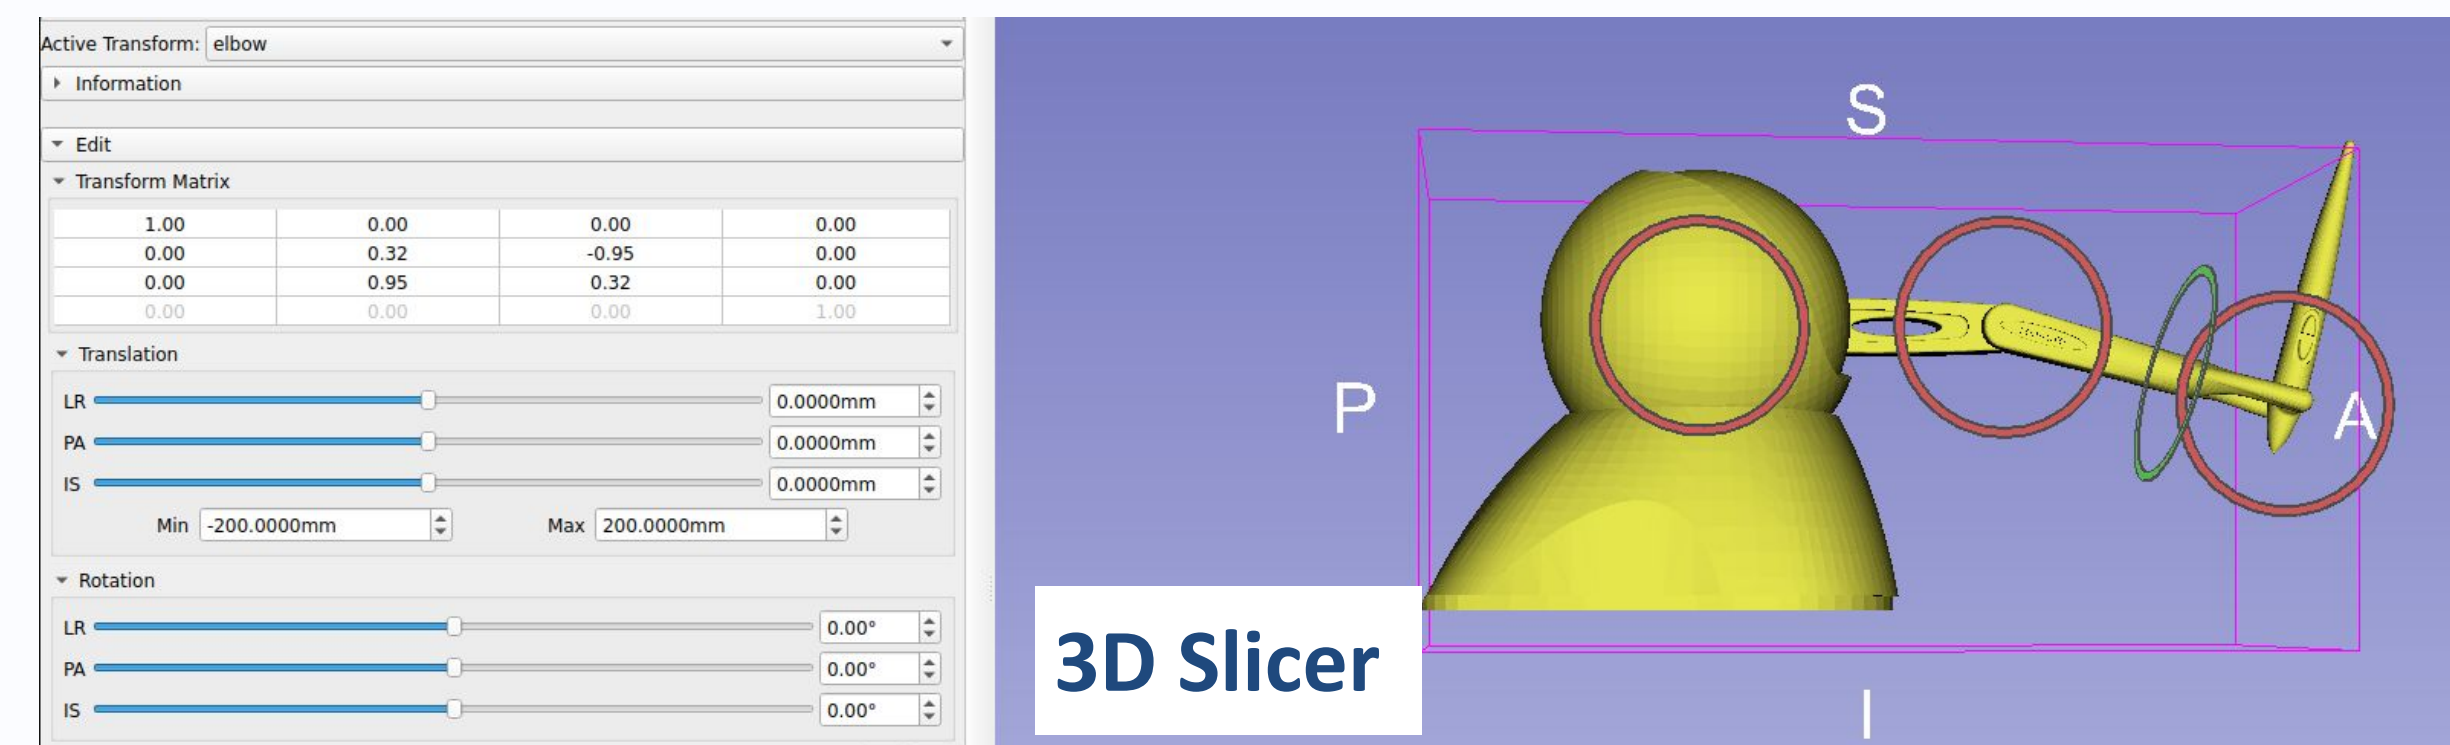 Active Transform: elbow
Information
Edit
Transform Matrix
1.00 0.00 0.00 0.00
0.00 0.32 -0.95 0.00
0.00 0.95 0.32 0.00
0.00 0.00 0.00 1.00
Translation
LR 0.0000mm
PA 0.0000mm
IS 0.0000mm
Min -200.0000mm Max 200.0000mm
Rotation
LR 0.00°
PA 0.00°
IS 0.00°
S
P
A
I
3D Slicer